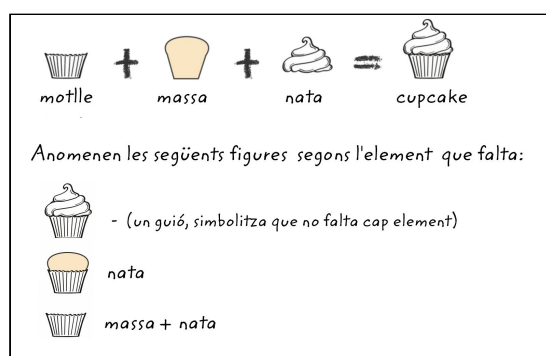 motlle massa nata cupcake
Anomenen les següents figures segons l'element que falta:
- (un guió, simbolitza que no falta cap element)
nata
massa + nata